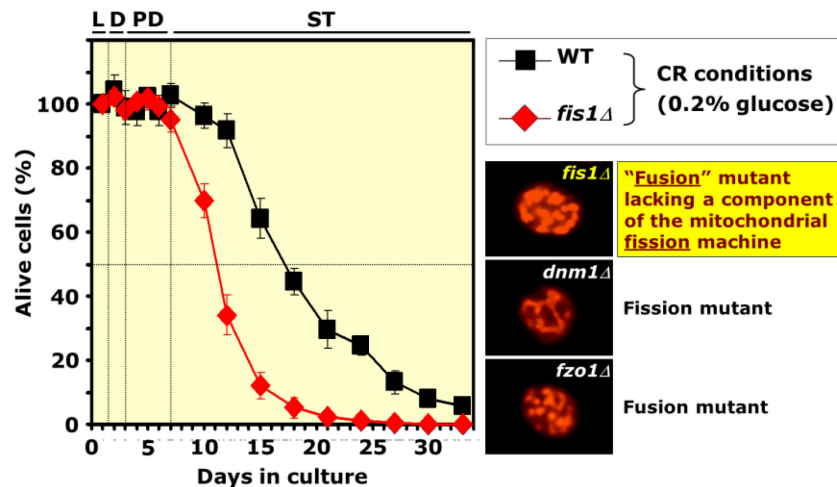 L D PD ST
Alive cells (%)
100
80
60
40
20
0
0 5 10 15 20 25 30
Days in culture
WT
fis1Δ
CR conditions
(0.2% glucose)
fis1Δ
"Fusion" mutant
lacking a component
of the mitochondrial
fission machine
dnm1Δ
Fission mutant
fzo1Δ
Fusion mutant